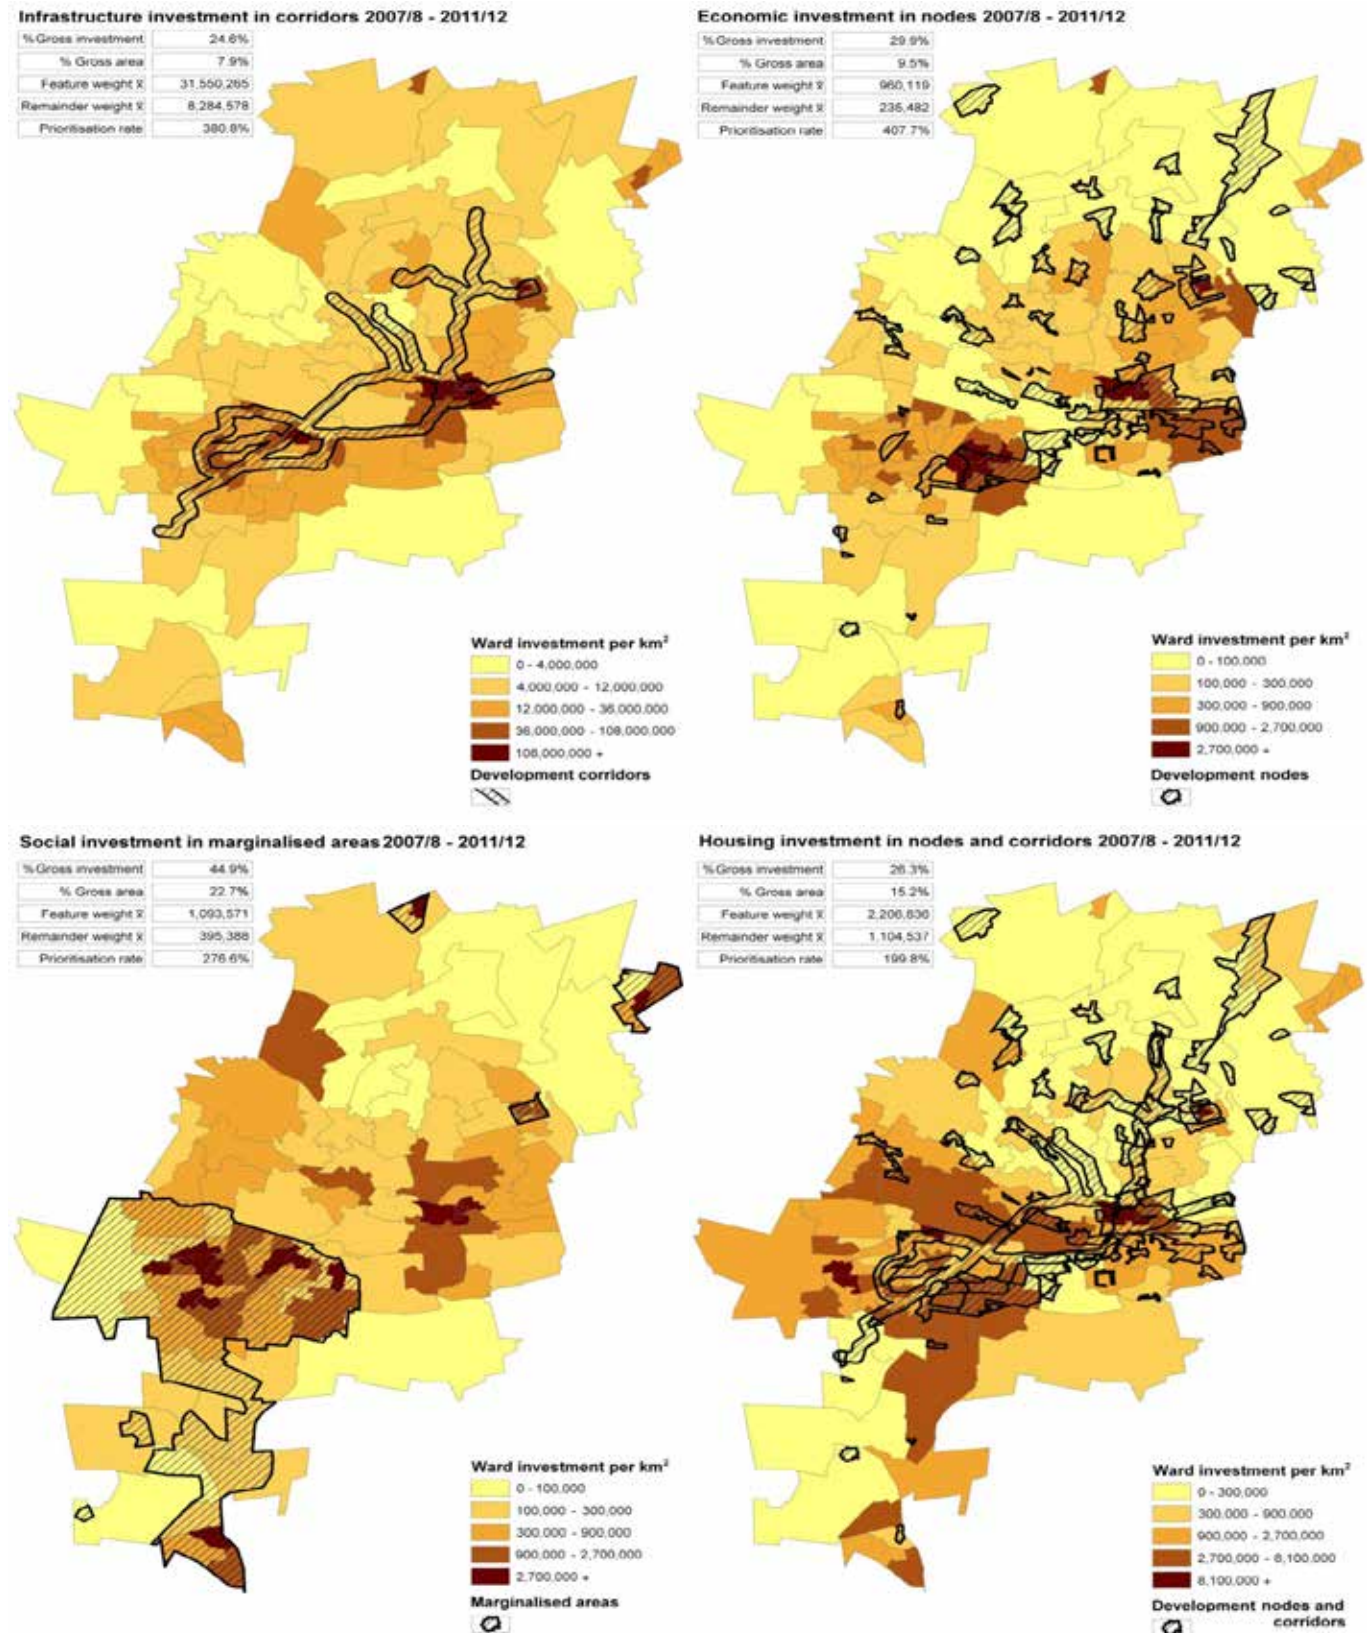 Infrastructure investment in corridors 2007/8 - 2011/12
%Gross investment 24.6%
% Gross area 7.9%
Feature weight x̄ 31,550,265
Remainder weight x̄ 8,284,578
Prioritisation rate 380.8%
Ward investment per km²
0 - 4,000,000
4,000,000 - 12,000,000
12,000,000 - 36,000,000
36,000,000 - 108,000,000
108,000,000 +
Development corridors
Economic investment in nodes 2007/8 - 2011/12
%Gross investment 29.9%
% Gross area 9.5%
Feature weight x̄ 960,119
Remainder weight x̄ 235,482
Prioritisation rate 407.7%
Ward investment per km²
0 - 100,000
100,000 - 300,000
300,000 - 900,000
900,000 - 2,700,000
2,700,000 +
Development nodes
Social investment in marginalised areas 2007/8 - 2011/12
%Gross investment 44.9%
% Gross area 22.7%
Feature weight x̄ 1,093,571
Remainder weight x̄ 395,388
Prioritisation rate 276.6%
Ward investment per km²
0 - 100,000
100,000 - 300,000
300,000 - 900,000
900,000 - 2,700,000
2,700,000 +
Marginalised areas
Housing investment in nodes and corridors 2007/8 - 2011/12
%Gross investment 26.3%
% Gross area 15.2%
Feature weight x̄ 2,206,836
Remainder weight x̄ 1,104,537
Prioritisation rate 199.8%
Ward investment per km²
0 - 300,000
300,000 - 900,000
900,000 - 2,700,000
2,700,000 - 8,100,000
8,100,000 +
Development nodes and
corridors